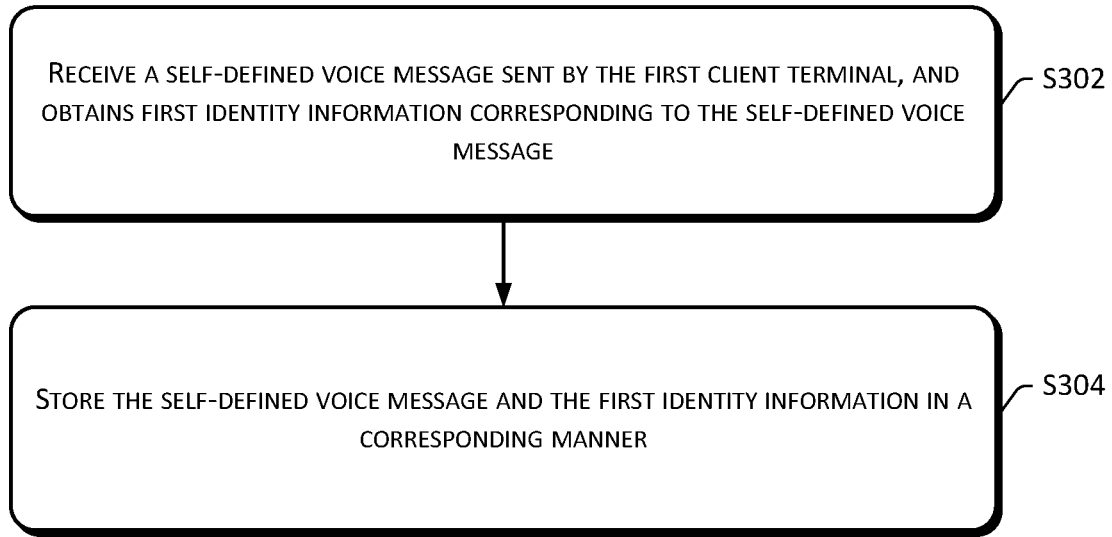 RECEIVE A SELF-DEFINED VOICE MESSAGE SENT BY THE FIRST CLIENT TERMINAL, AND
OBTAINS FIRST IDENTITY INFORMATION CORRESPONDING TO THE SELF-DEFINED VOICE
MESSAGE
S302
STORE THE SELF-DEFINED VOICE MESSAGE AND THE FIRST IDENTITY INFORMATION IN A
CORRESPONDING MANNER
S304